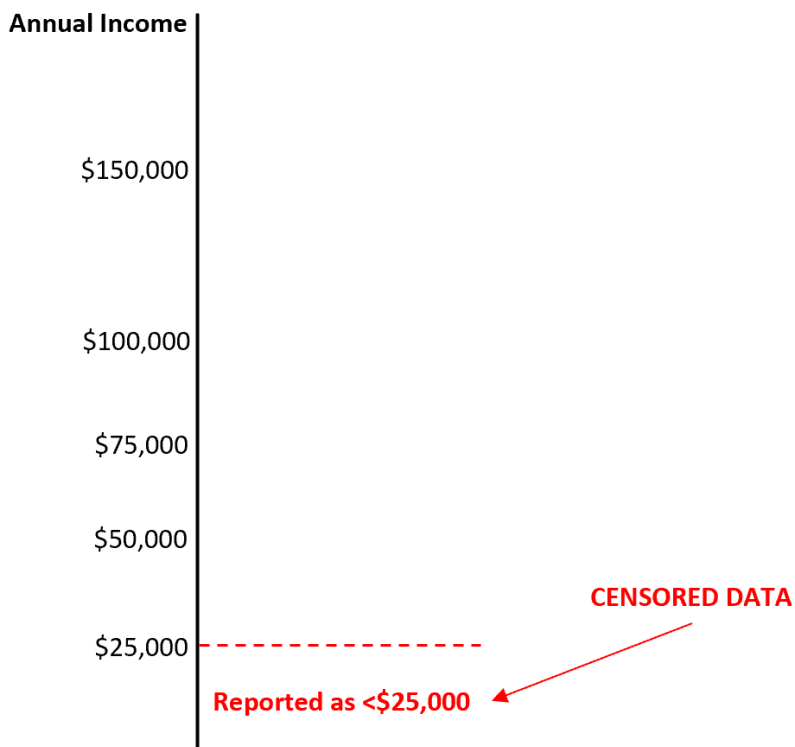 Annual Income
$150,000
$100,000
$75,000
$50,000
CENSORED DATA
$25,000
Reported as <$25,000